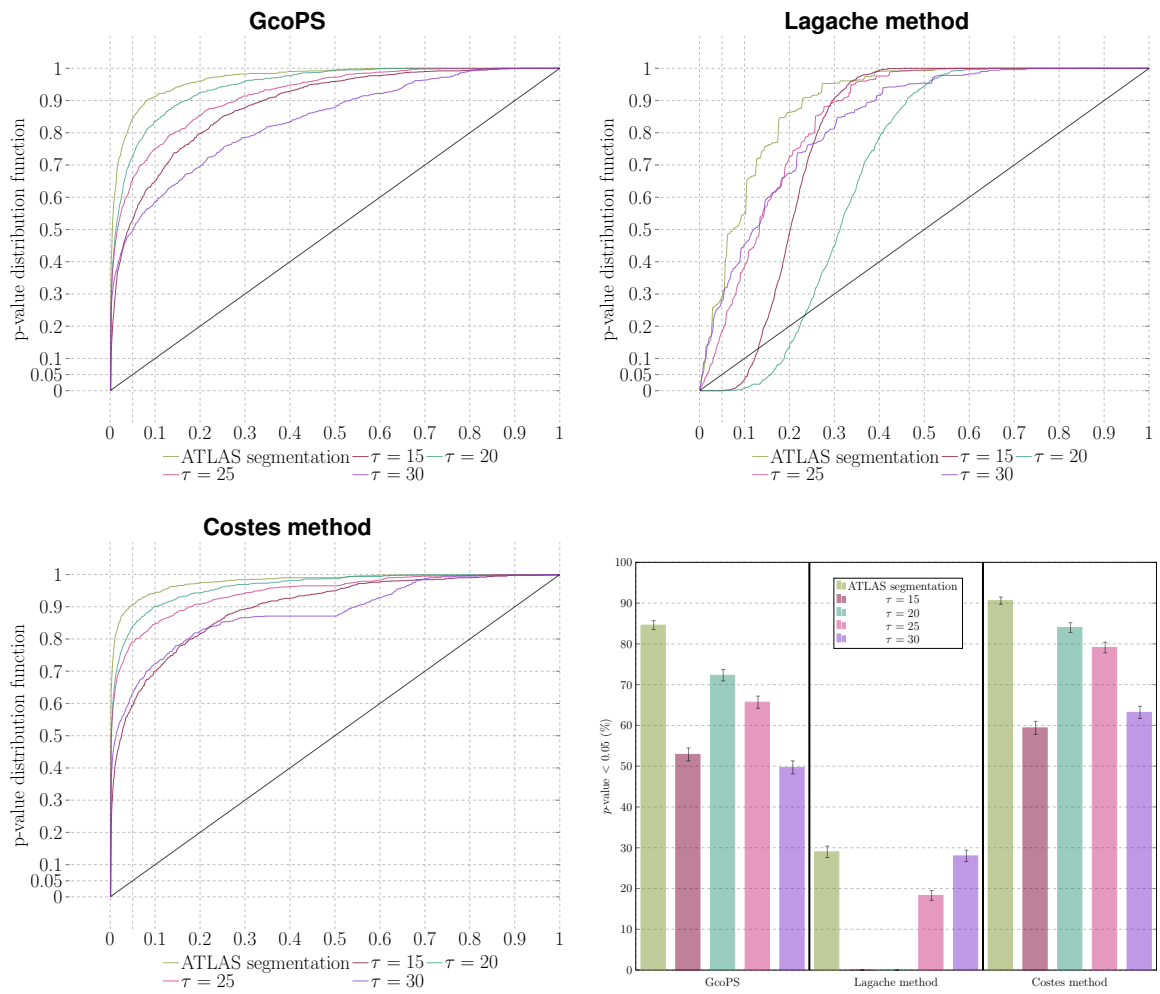 GcoPS
p-value distribution function
1
0.9
0.8
0.7
0.6
0.5
0.4
0.3
0.2
0.1
0.05
0
0 0.1 0.2 0.3 0.4 0.5 0.6 0.7 0.8 0.9 1
ATLAS segmentation τ = 15 τ = 20
τ = 25 τ = 30
Lagache method
p-value distribution function
1
0.9
0.8
0.7
0.6
0.5
0.4
0.3
0.2
0.1
0.05
0
0 0.1 0.2 0.3 0.4 0.5 0.6 0.7 0.8 0.9 1
ATLAS segmentation τ = 15 τ = 20
τ = 25 τ = 30
Costes method
p-value distribution function
1
0.9
0.8
0.7
0.6
0.5
0.4
0.3
0.2
0.1
0.05
0
0 0.1 0.2 0.3 0.4 0.5 0.6 0.7 0.8 0.9 1
ATLAS segmentation τ = 15 τ = 20
τ = 25 τ = 30
p-value < 0.05 (%)
100
90
80
70
60
50
40
30
20
10
0
ATLAS segmentation
τ = 15
τ = 20
τ = 25
τ = 30
GcoPS Lagache method Costes method